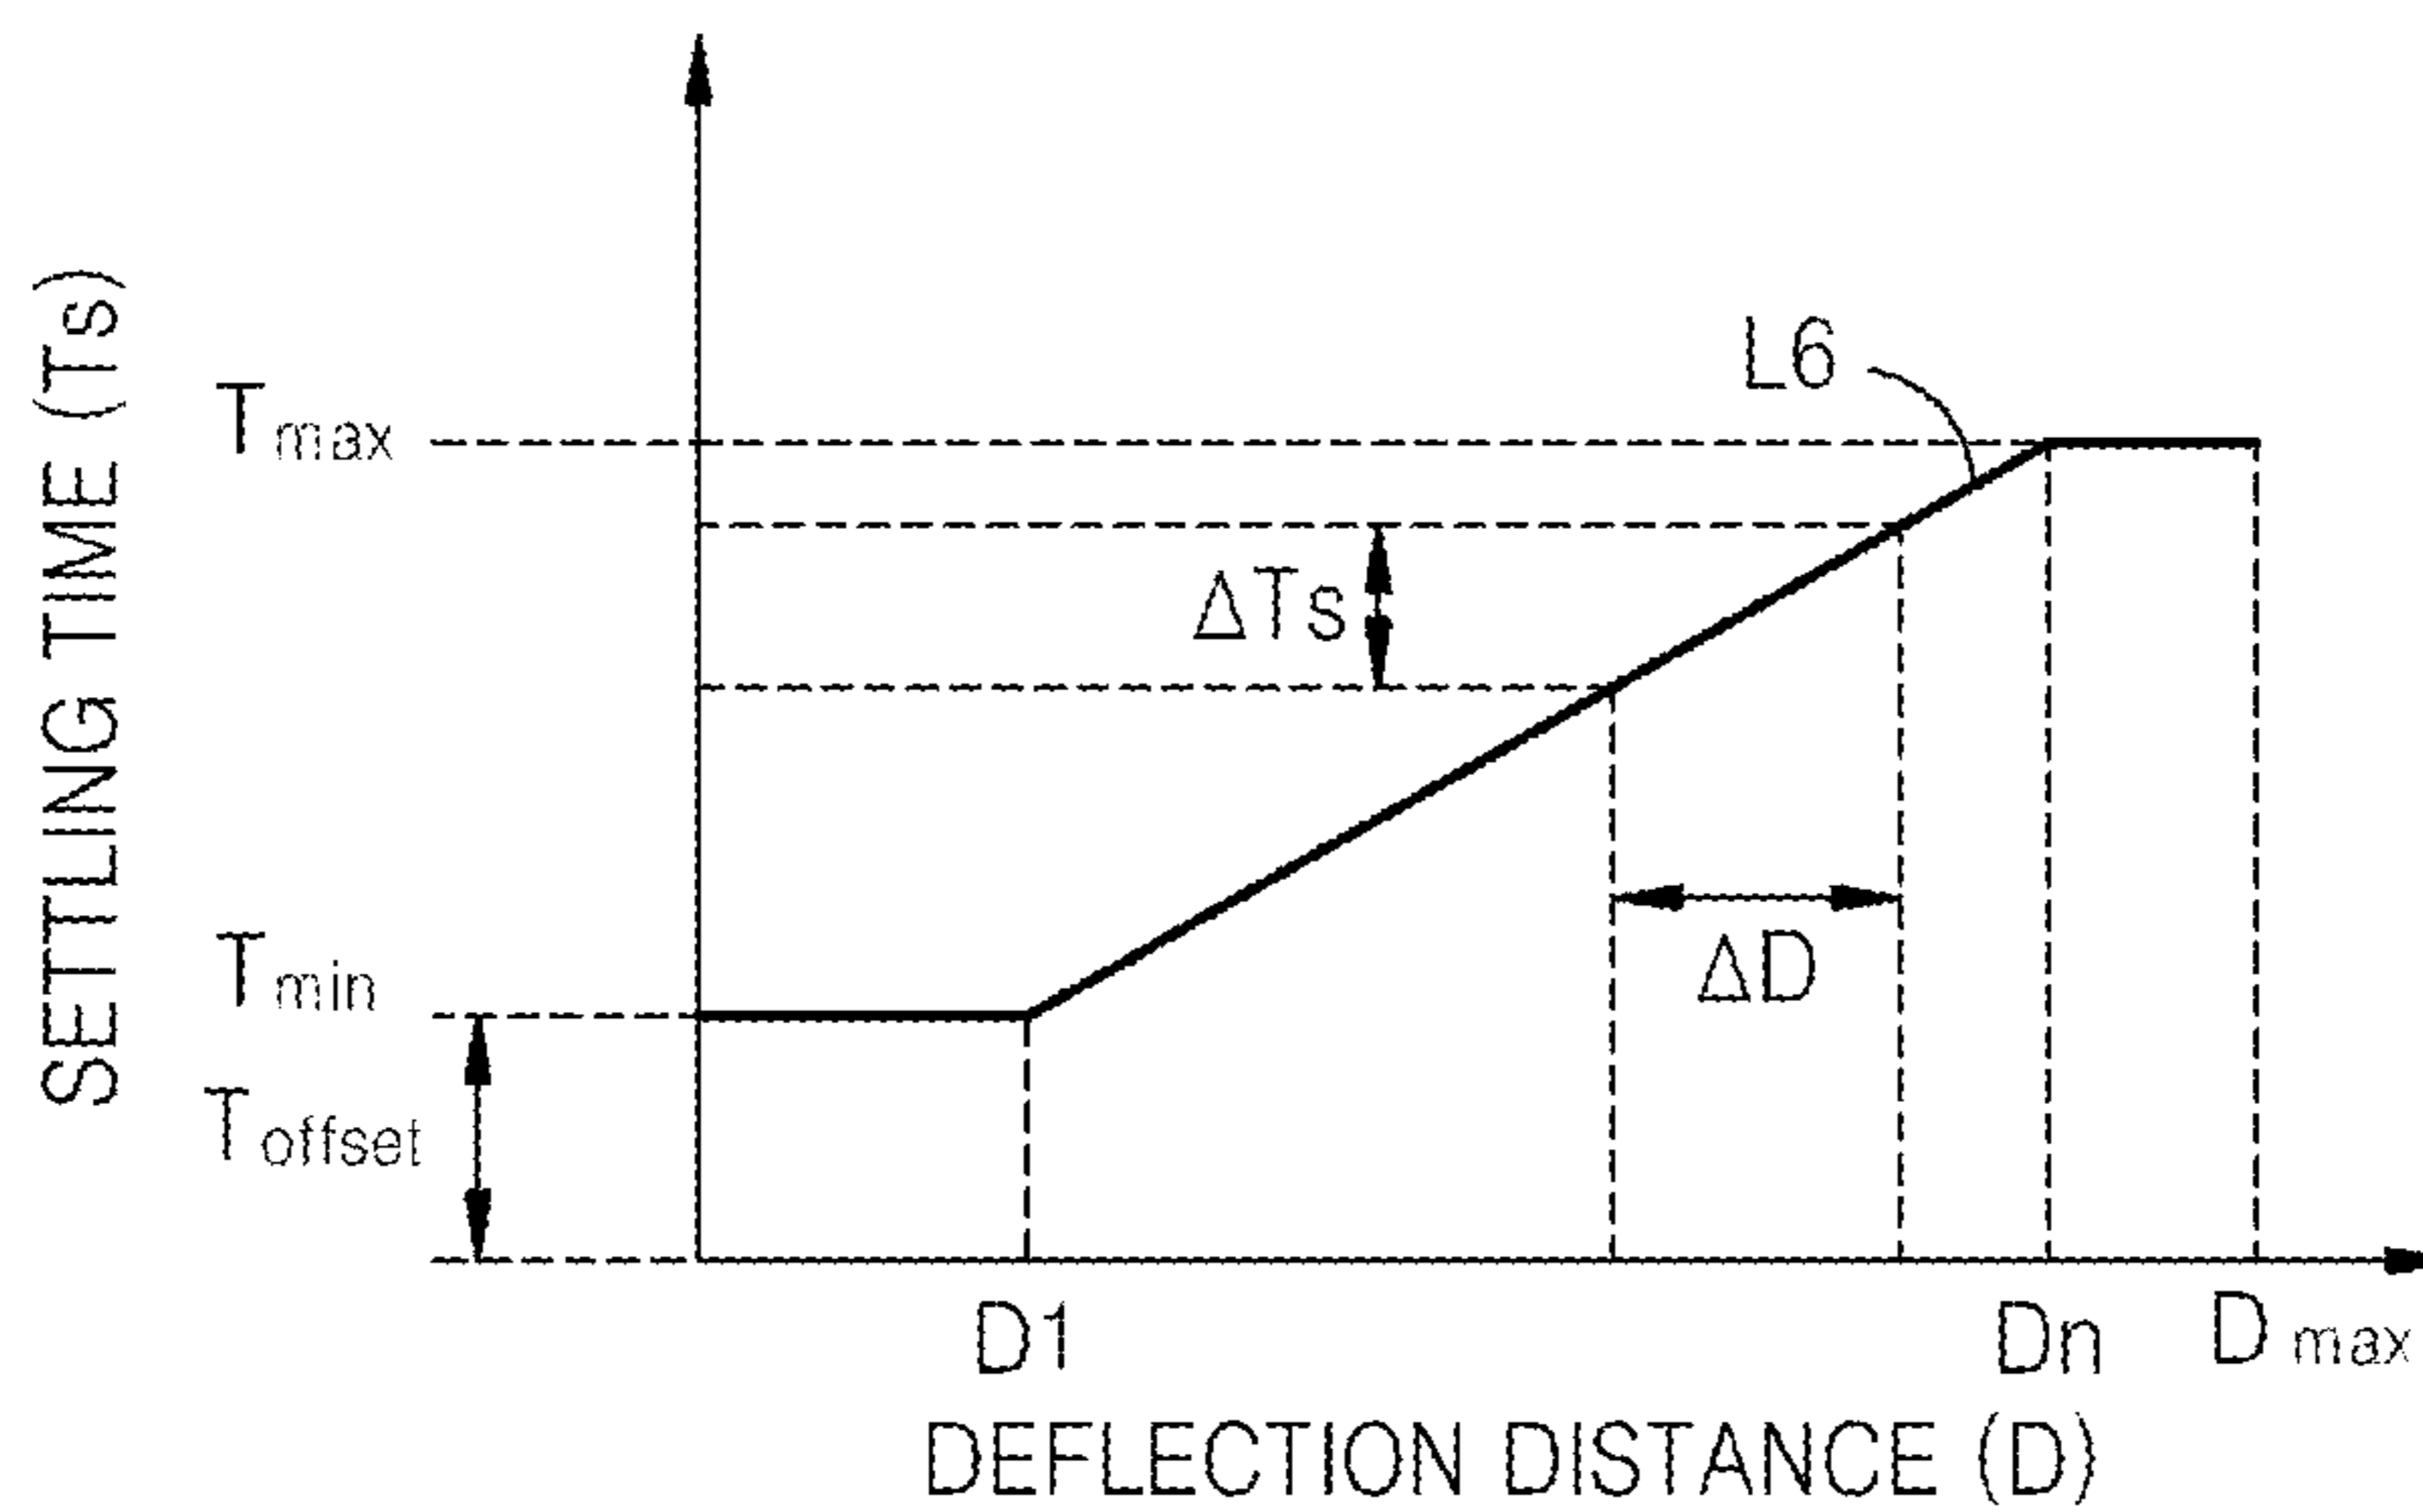 SETTLING TIME (Ts)
Tmax
L6
ΔTs
Tmin
ΔD
Toffset
D1
Dn
Dmax
DEFLECTION DISTANCE (D)